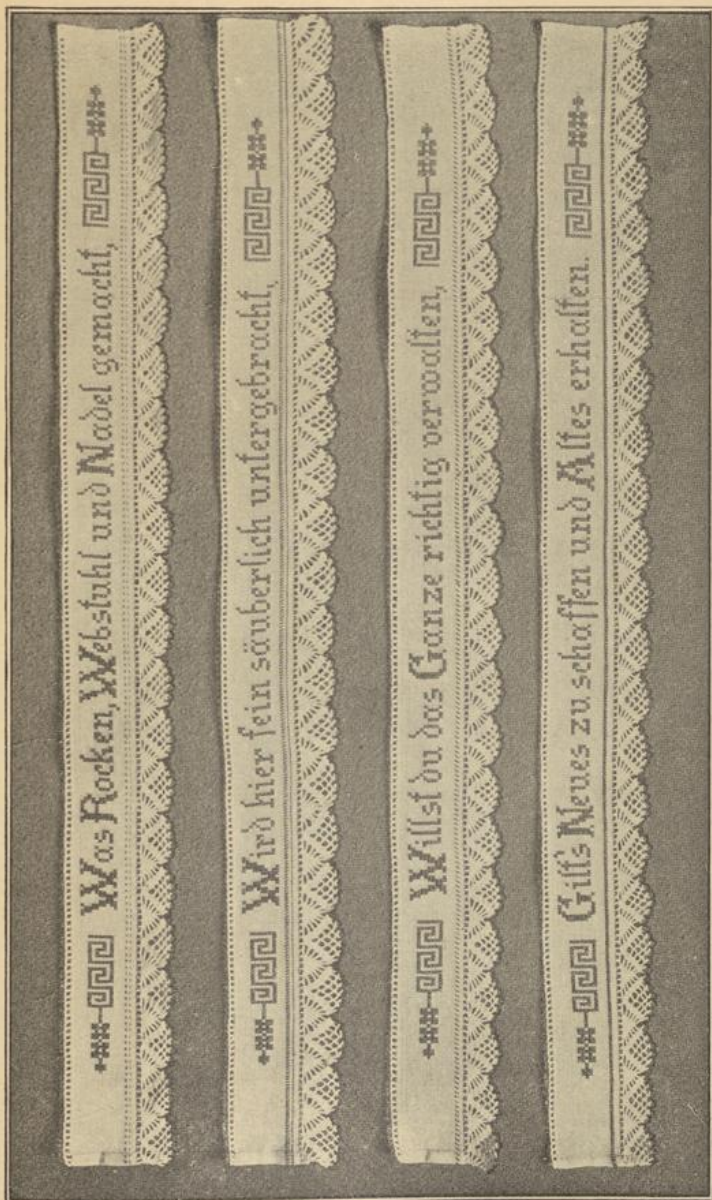 Was Rocken, Webstuhl und Nadel gemacht,
Wird hier fein säuberlich untergebracht,
Willst du das Ganze richtig verwalten,
Gilt's Neues zu schaffen und Altes erhalten.